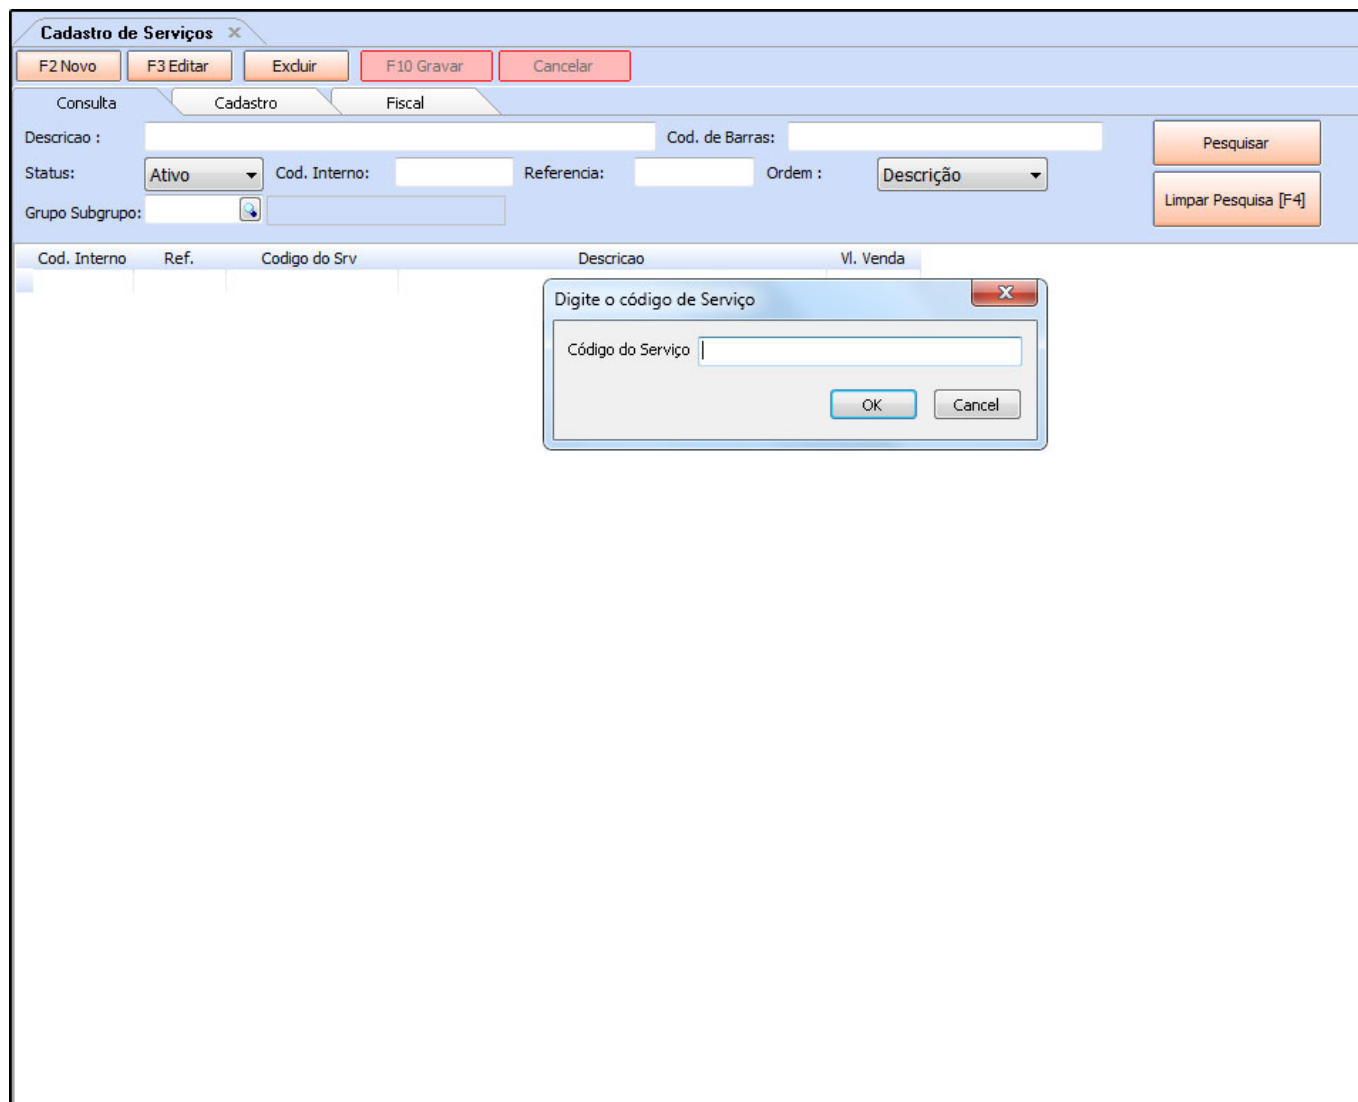 Cadastro de Serviços
F2 Novo F3 Editar Excluir F10 Gravar Cancelar
Consulta Cadastro Fiscal
Descricao : Cod. de Barras: Pesquisar
Status: Ativo Cod. Interno: Referencia: Ordem : Descrição
Limpar Pesquisa [F4]
Grupo Subgrupo:
Cod. Interno Ref. Codigo do Srv Descricao Vl. Venda
Digite o código de Serviço
Código do Serviço
OK Cancel